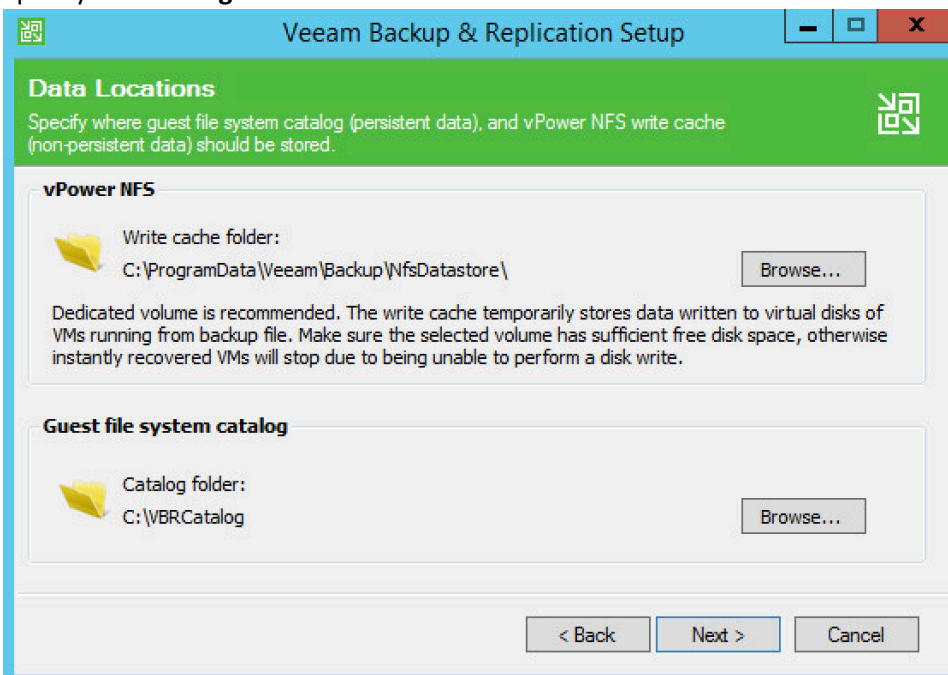 Veeam Backup & Replication Setup
Data Locations
Specify where guest file system catalog (persistent data), and vPower NFS write cache
(non-persistent data) should be stored.
vPower NFS
Write cache folder:
C:\ProgramData\Veeam\Backup\NfsDatastore\
Browse...
Dedicated volume is recommended. The write cache temporarily stores data written to virtual disks of
VMs running from backup file. Make sure the selected volume has sufficient free disk space, otherwise
instantly recovered VMs will stop due to being unable to perform a disk write.
Guest file system catalog
Catalog folder:
C:\VBRCatalog
Browse...
< Back
Next >
Cancel